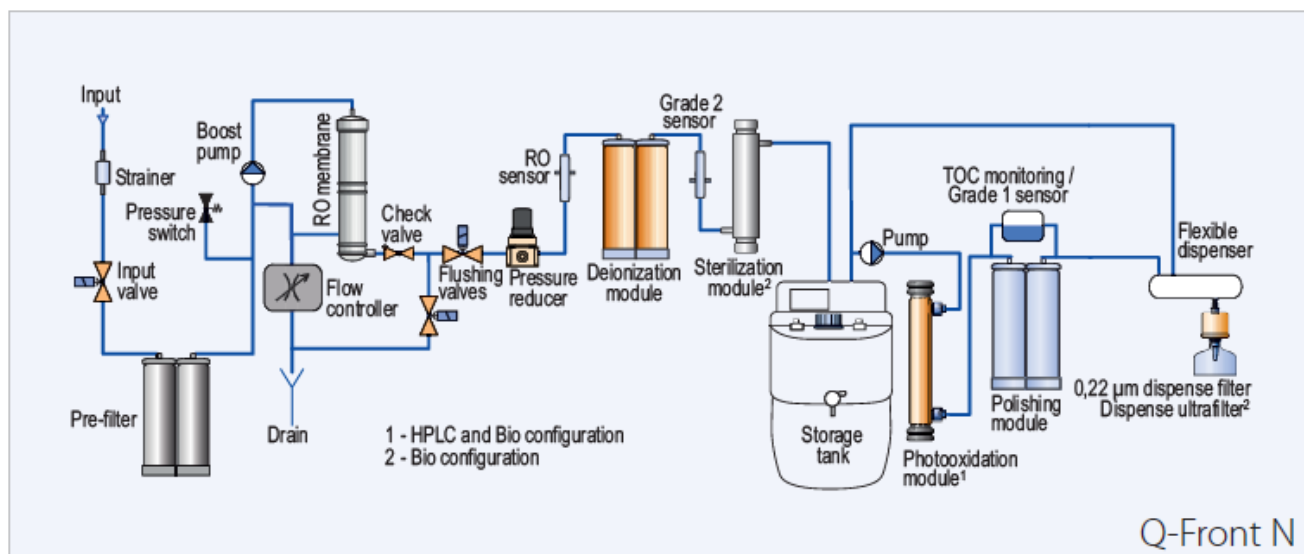 Input
Strainer
Input
valve
Pre-filter
Pressure
switch
Boost
pump
RO membrane
Flow
controller
Drain
Check
valve
Flushing
valves
Pressure
reducer
RO
sensor
Deionization
module
Grade 2
sensor
Sterilization
module²
Storage
tank
Pump
Photooxidation
module¹
TOC monitoring /
Grade 1 sensor
Polishing
module
Flexible
dispenser
0,22 µm dispense filter
Dispense ultrafilter²
1 - HPLC and Bio configuration
2 - Bio configuration
Q-Front N